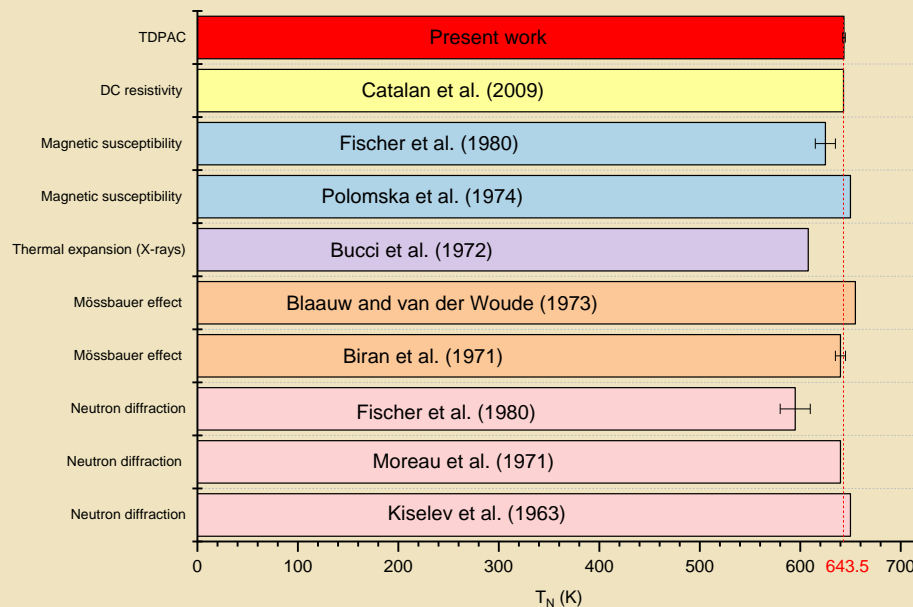 TDPAC
Present work
DC resistivity
Catalan et al. (2009)
Magnetic susceptibility
Fischer et al. (1980)
Magnetic susceptibility
Polomska et al. (1974)
Thermal expansion (X-rays)
Bucci et al. (1972)
Mössbauer effect
Blaauw and van der Woude (1973)
Mössbauer effect
Biran et al. (1971)
Neutron diffraction
Fischer et al. (1980)
Neutron diffraction
Moreau et al. (1971)
Neutron diffraction
Kiselev et al. (1963)
0 100 200 300 400 500 600 643.5 700
T_N (K)